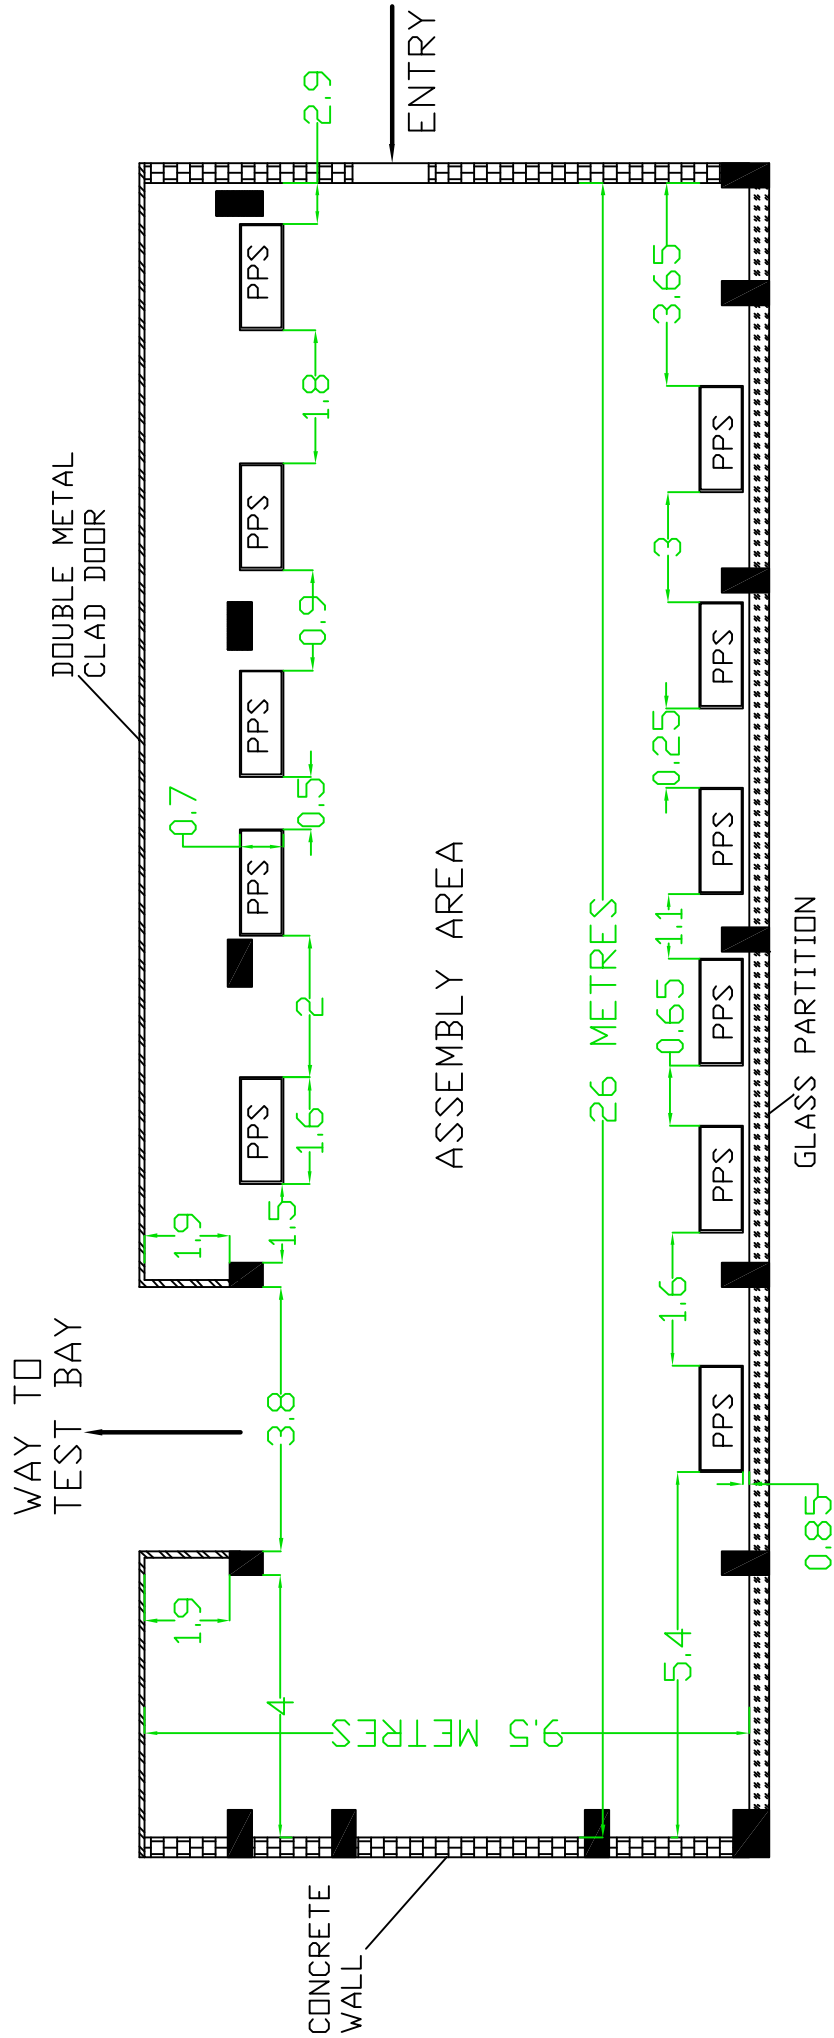 WAY TO
TEST BAY
DOUBLE METAL
CLAD DOOR
ENTRY
CONCRETE
WALL
GLASS PARTITION
ASSEMBLY AREA
26 METRES
9.5 METRES
4
1.9
3.8
1.9
1.5
1.6
2
0.7
0.5
0.9
1.8
2.9
PPS
PPS
PPS
PPS
PPS
5.4
0.85
1.6
0.65
1.1
0.25
3
3.65
PPS
PPS
PPS
PPS
PPS
PPS